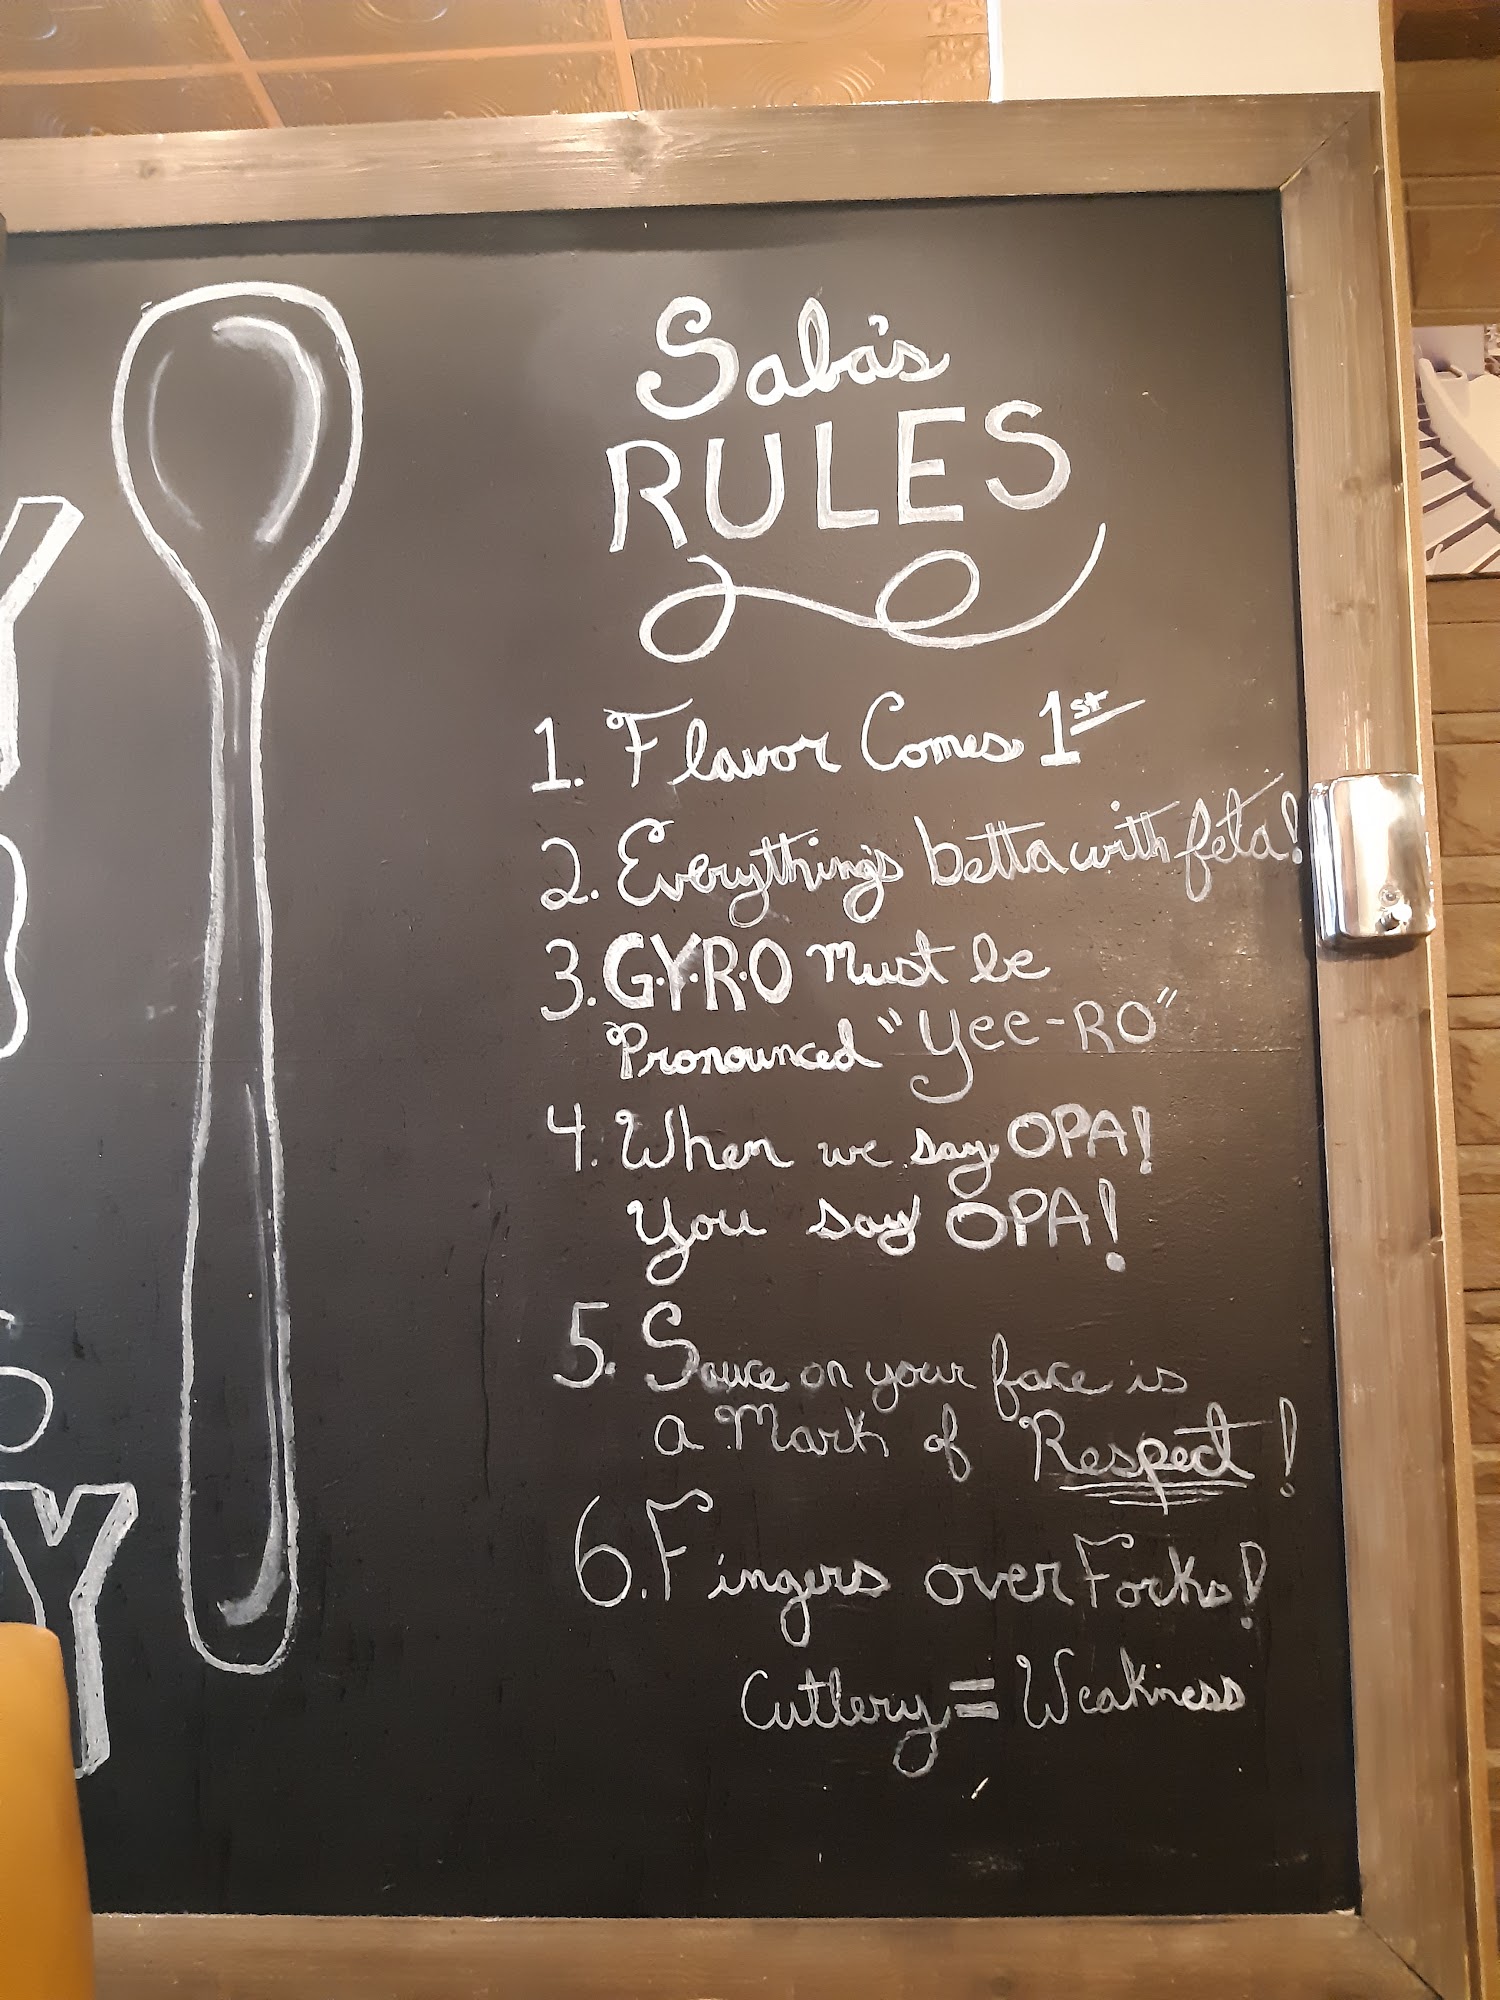 Saba's
RULES
1. Flavor Comes 1st
2. Everything's betta with feta!
3. G·Y·R·O Must be
Pronounced "Yee-RO"
4. When we say OPA!
You say OPA!
5. Sauce on your face is
a Mark of Respect!
6. Fingers over Forks!
Cutlery = Weakness